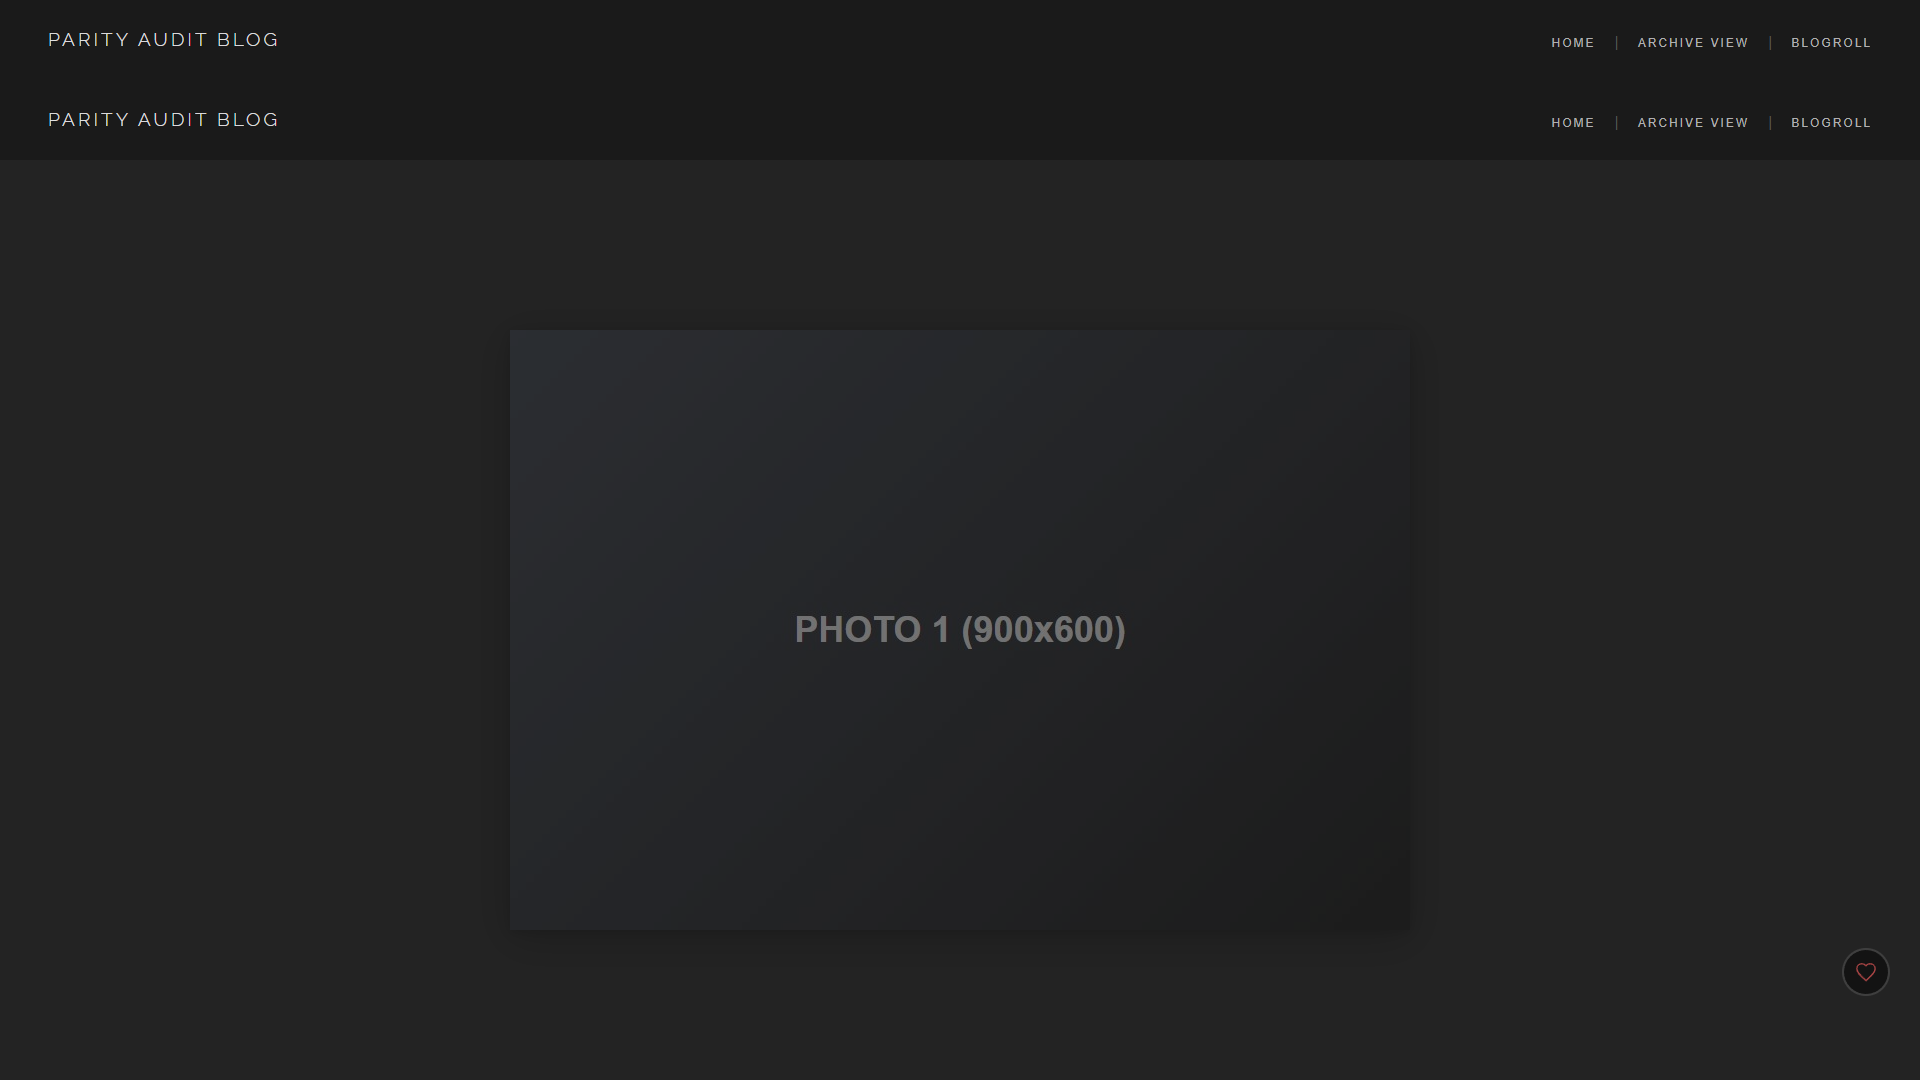 PARITY AUDIT BLOG
HOME | ARCHIVE VIEW | BLOGROLL
PARITY AUDIT BLOG
HOME | ARCHIVE VIEW | BLOGROLL
PHOTO 1 (900x600)